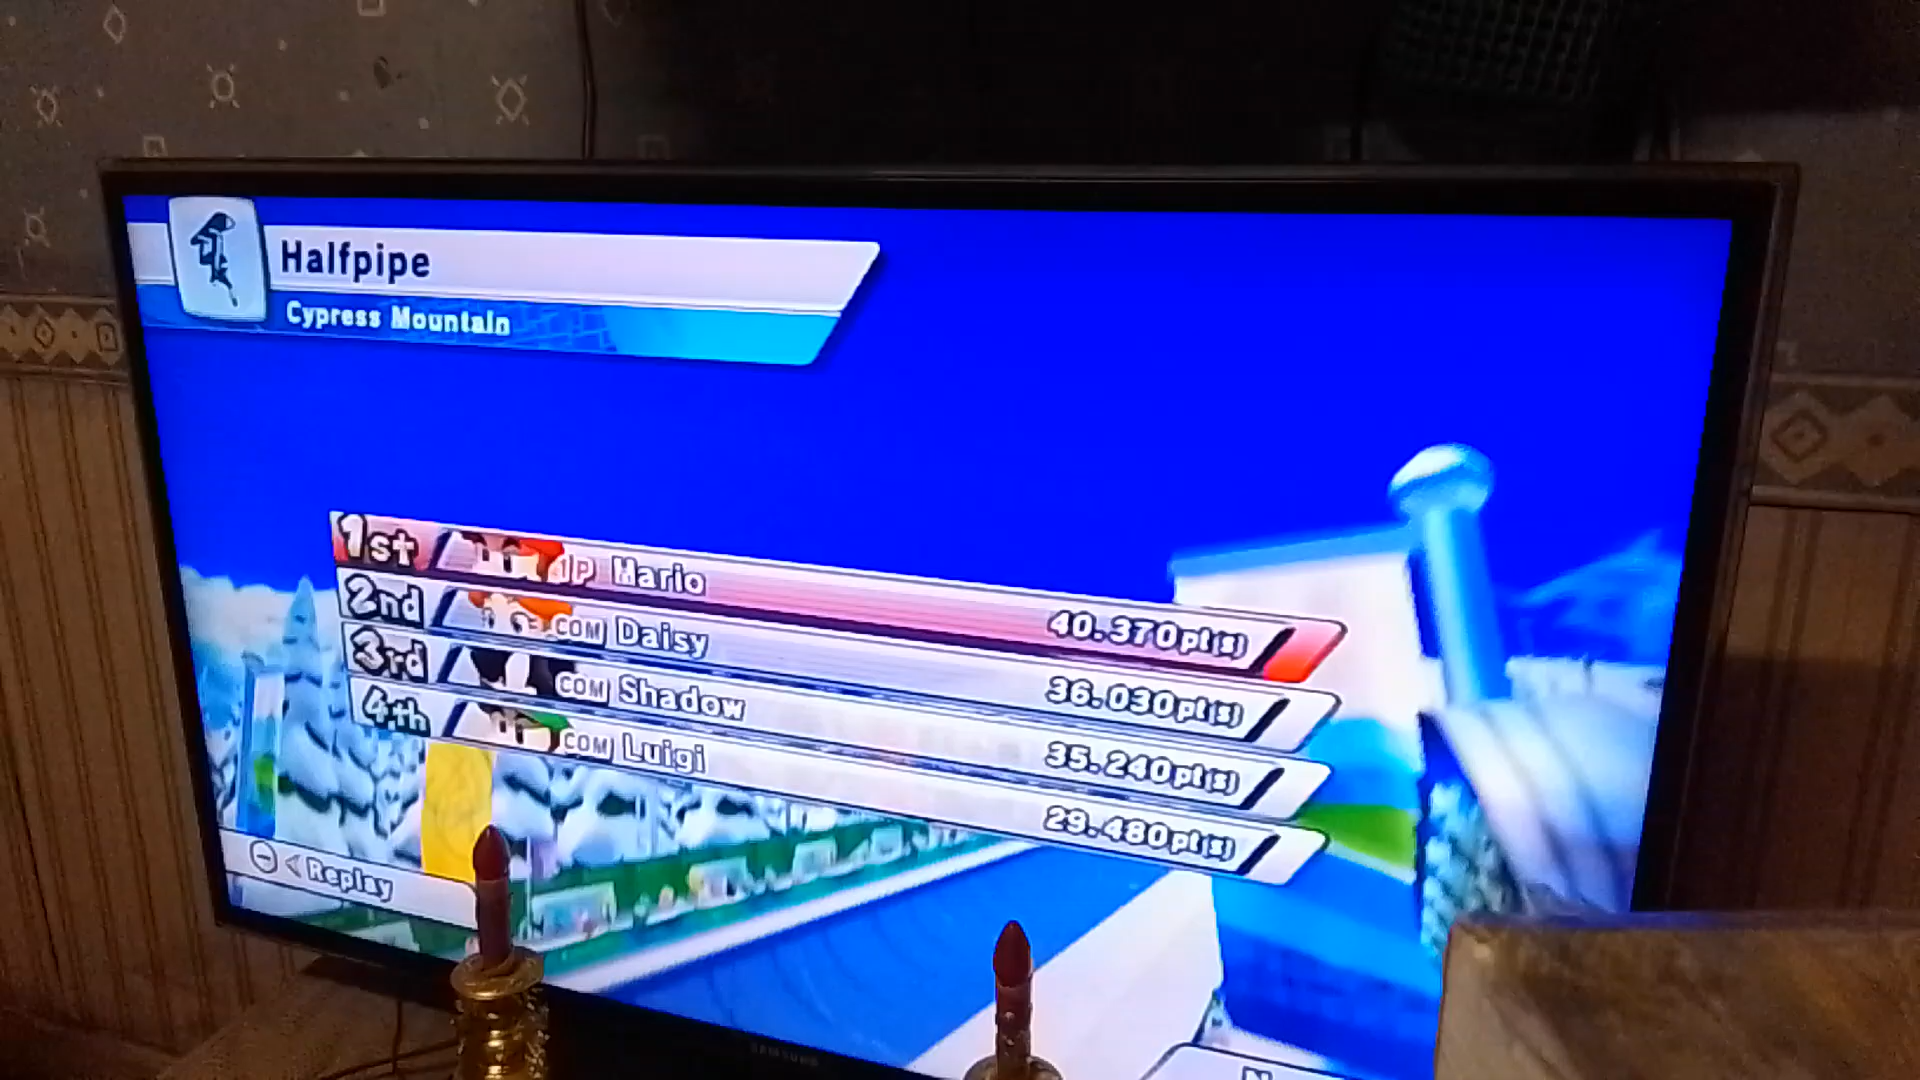 Halfpipe
Cypress Mountain
1st 1P Mario 40.370pt(s)
2nd COM Daisy 36.030pt(s)
3rd COM Shadow 35.240pt(s)
4th COM Luigi 29.480pt(s)
Replay
SAMSUNG